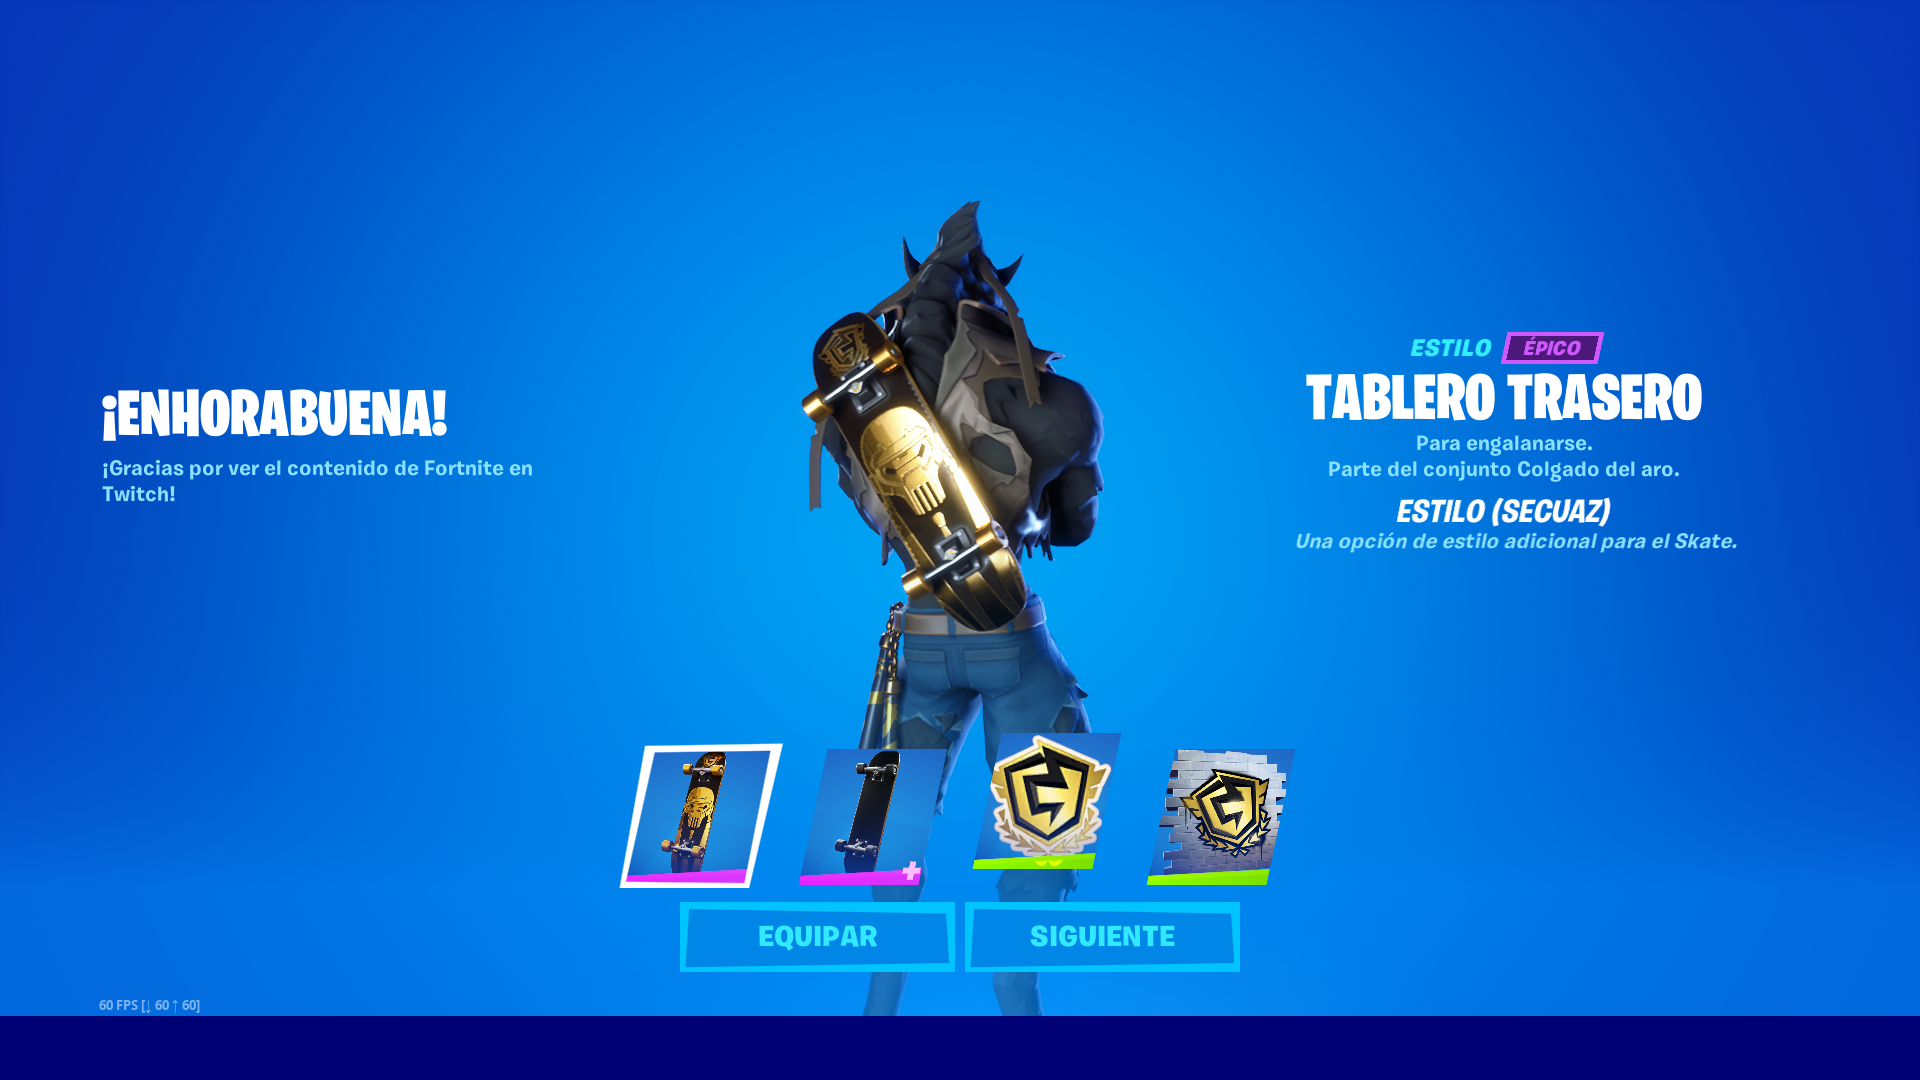 ¡ENHORABUENA!
¡Gracias por ver el contenido de Fortnite en
Twitch!
ESTILO ÉPICO
TABLERO TRASERO
Para engalanarse.
Parte del conjunto Colgado del aro.
ESTILO (SECUAZ)
Una opción de estilo adicional para el Skate.
EQUIPAR
SIGUIENTE
60 FPS [↓ 60 ↑ 60]